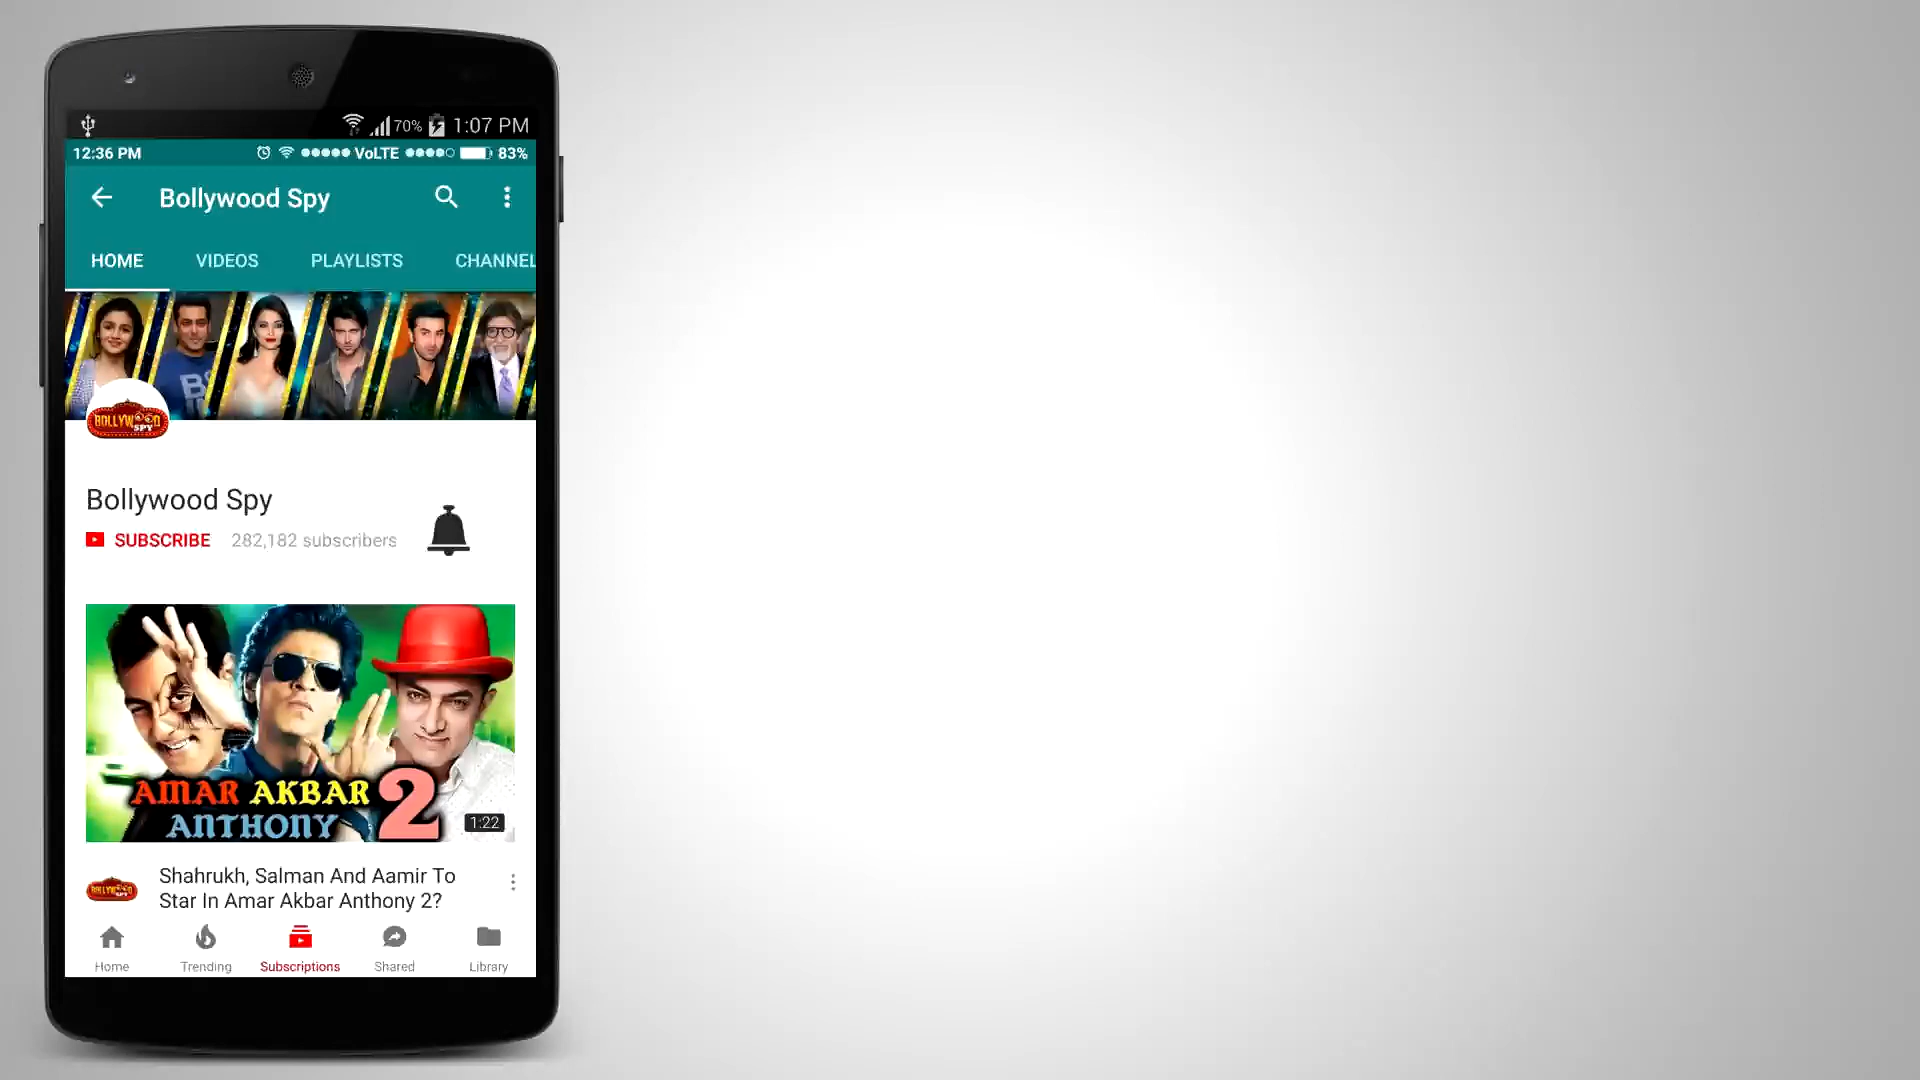 70% 1:07 PM
12:36 PM VoLTE 83%
Bollywood Spy
HOME VIDEOS PLAYLISTS CHANNEL
BOLLYWOOD
SPY
Bollywood Spy
SUBSCRIBE 282,182 subscribers
AMAR AKBAR 2
ANTHONY
1:22
Shahrukh, Salman And Aamir To
Star In Amar Akbar Anthony 2?
Home Trending Subscriptions Shared Library